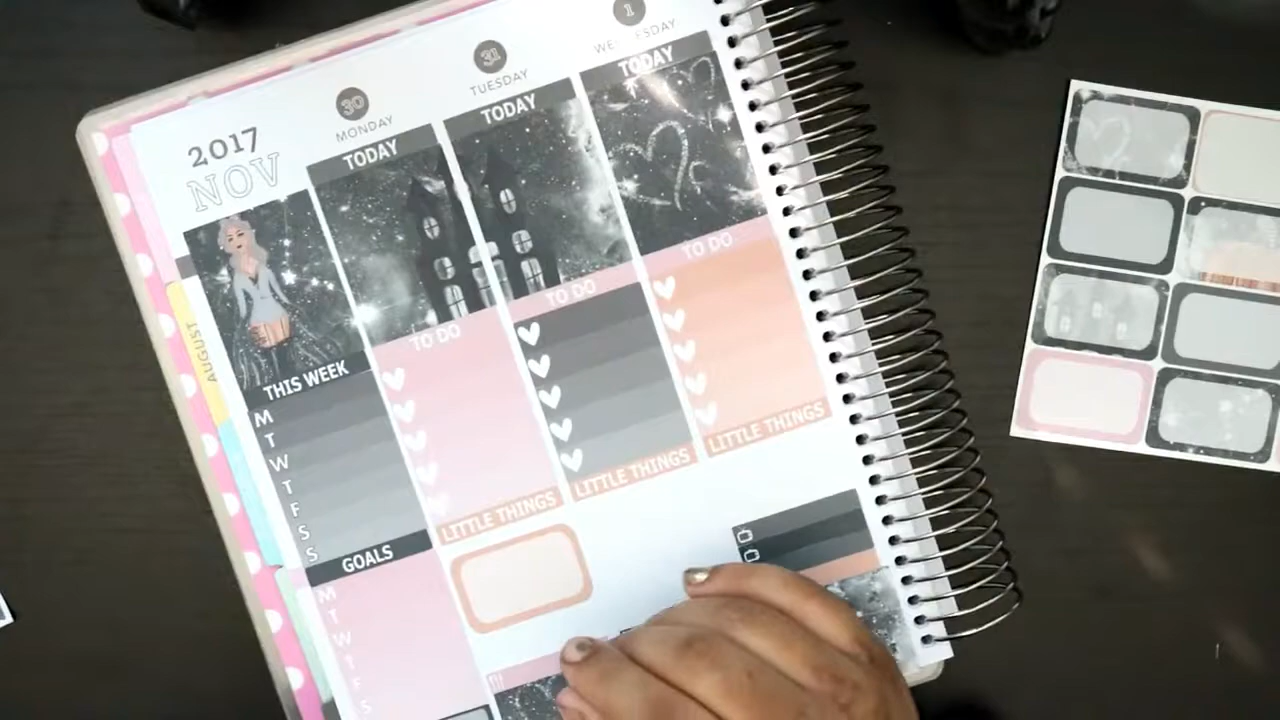 2017
NOV
30
MONDAY
TODAY
31
TUESDAY
TODAY
1
WEDNESDAY
TODAY
AUGUST
THIS WEEK
M
T
W
T
F
S
S
GOALS
M
T
W
T
F
S
TO DO
LITTLE THINGS
TO DO
LITTLE THINGS
TO DO
LITTLE THINGS